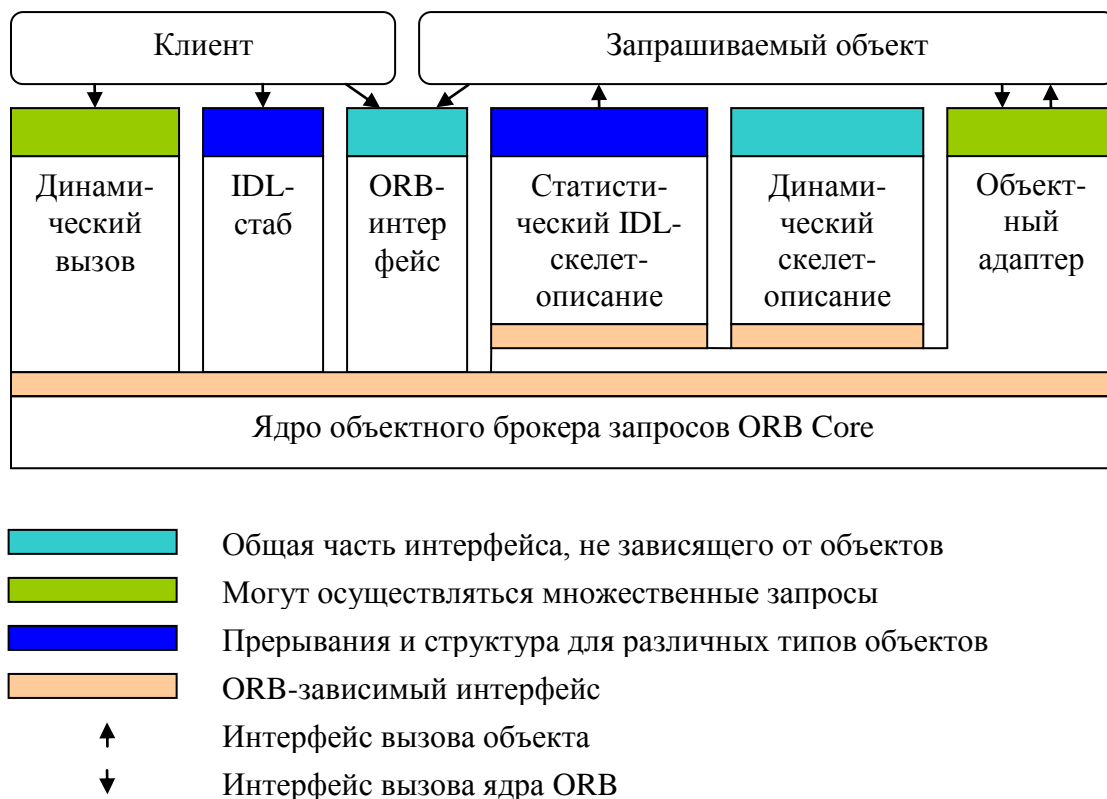 Клиент
Запрашиваемый объект
Динами-
ческий
вызов
IDL-
стаб
ORB-
интер
фейс
Статисти-
ческий IDL-
скелет-
описание
Динами-
ческий
скелет-
описание
Объект-
ный
адаптер
Ядро объектного брокера запросов ORB Core
Общая часть интерфейса, не зависящего от объектов
Могут осуществляться множественные запросы
Прерывания и структура для различных типов объектов
ORB-зависимый интерфейс
Интерфейс вызова объекта
Интерфейс вызова ядра ORB